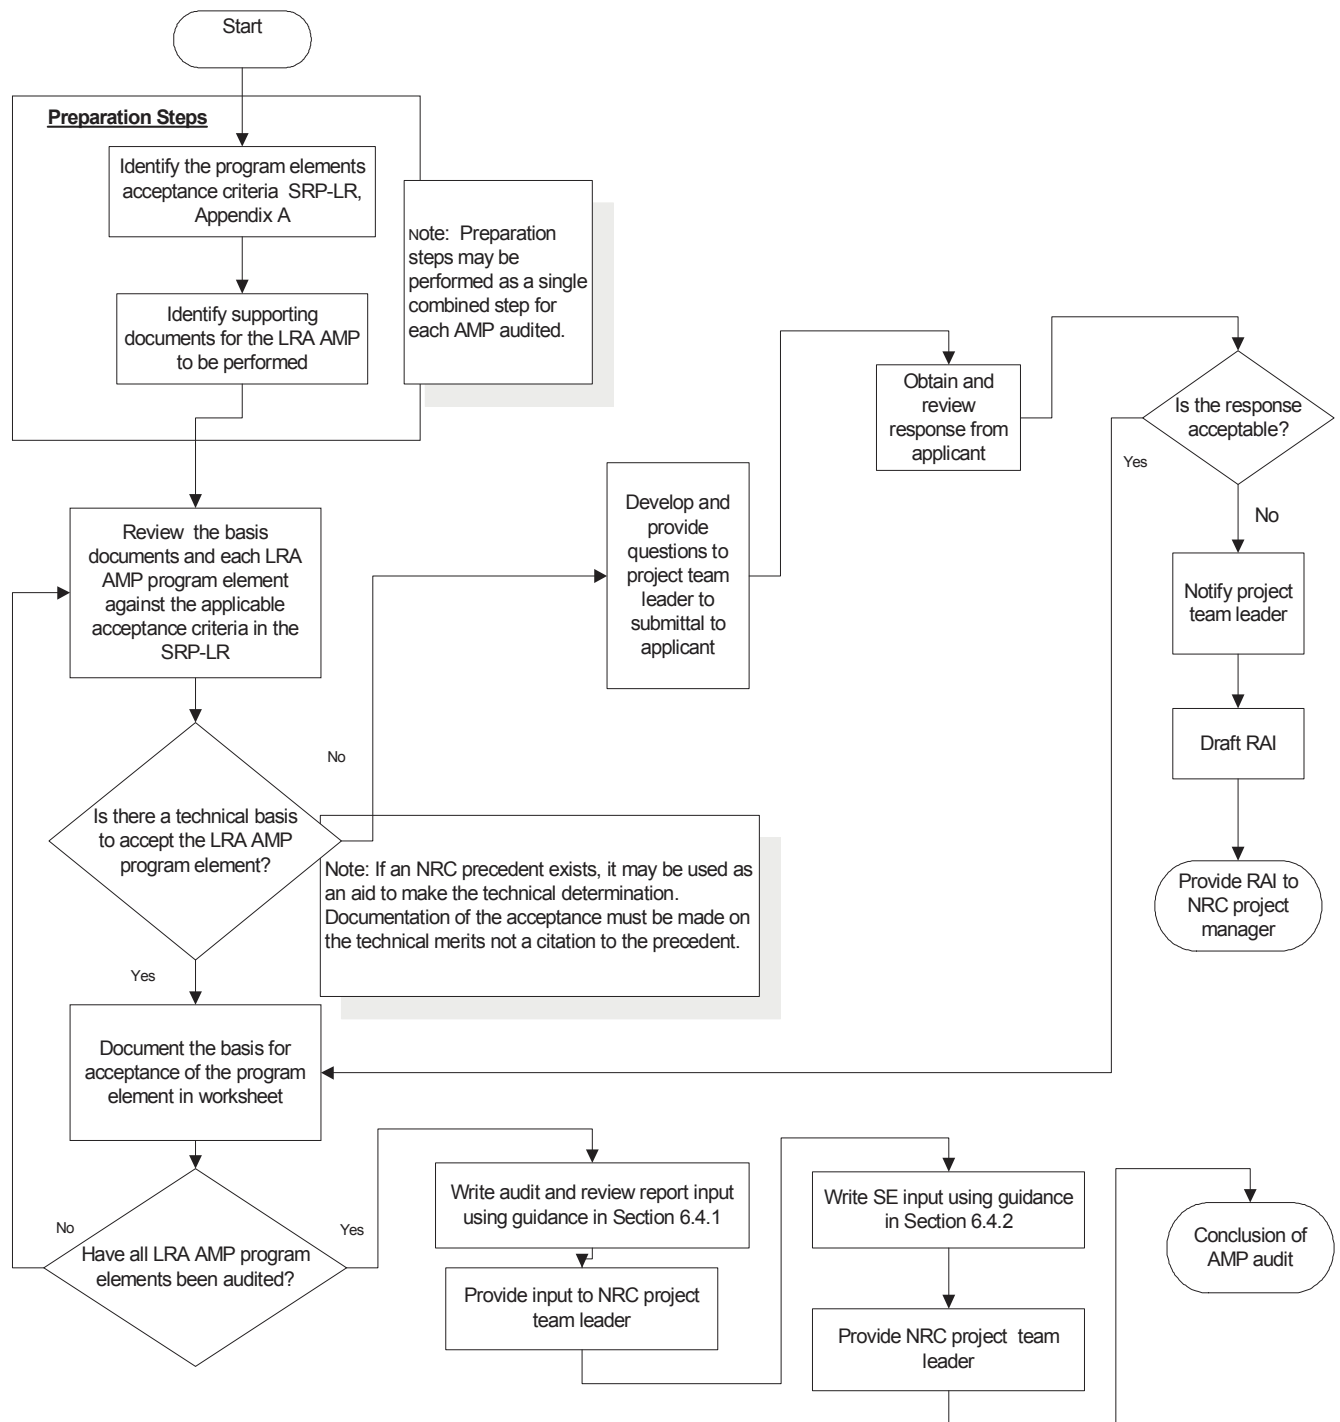 Start
Preparation Steps
Identify the program elements
acceptance criteria SRP-LR,
Appendix A
Identify supporting
documents for the LRA AMP
to be performed
Note: Preparation
steps may be
performed as a single
combined step for
each AMP audited.
Review the basis
documents and each LRA
AMP program element
against the applicable
acceptance criteria in the
SRP-LR
Is there a technical basis
to accept the LRA AMP
program element?
No
Yes
Note: If an NRC precedent exists, it may be used as
an aid to make the technical determination.
Documentation of the acceptance must be made on
the technical merits not a citation to the precedent.
Develop and
provide
questions to
project team
leader to
submittal to
applicant
Obtain and
review
response from
applicant
Is the response
acceptable?
Yes
No
Notify project
team leader
Draft RAI
Provide RAI to
NRC project
manager
Document the basis for
acceptance of the program
element in worksheet
Have all LRA AMP program
elements been audited?
No
Yes
Write audit and review report input
using guidance in Section 6.4.1
Provide input to NRC project
team leader
Write SE input using guidance
in Section 6.4.2
Provide NRC project team
leader
Conclusion of
AMP audit